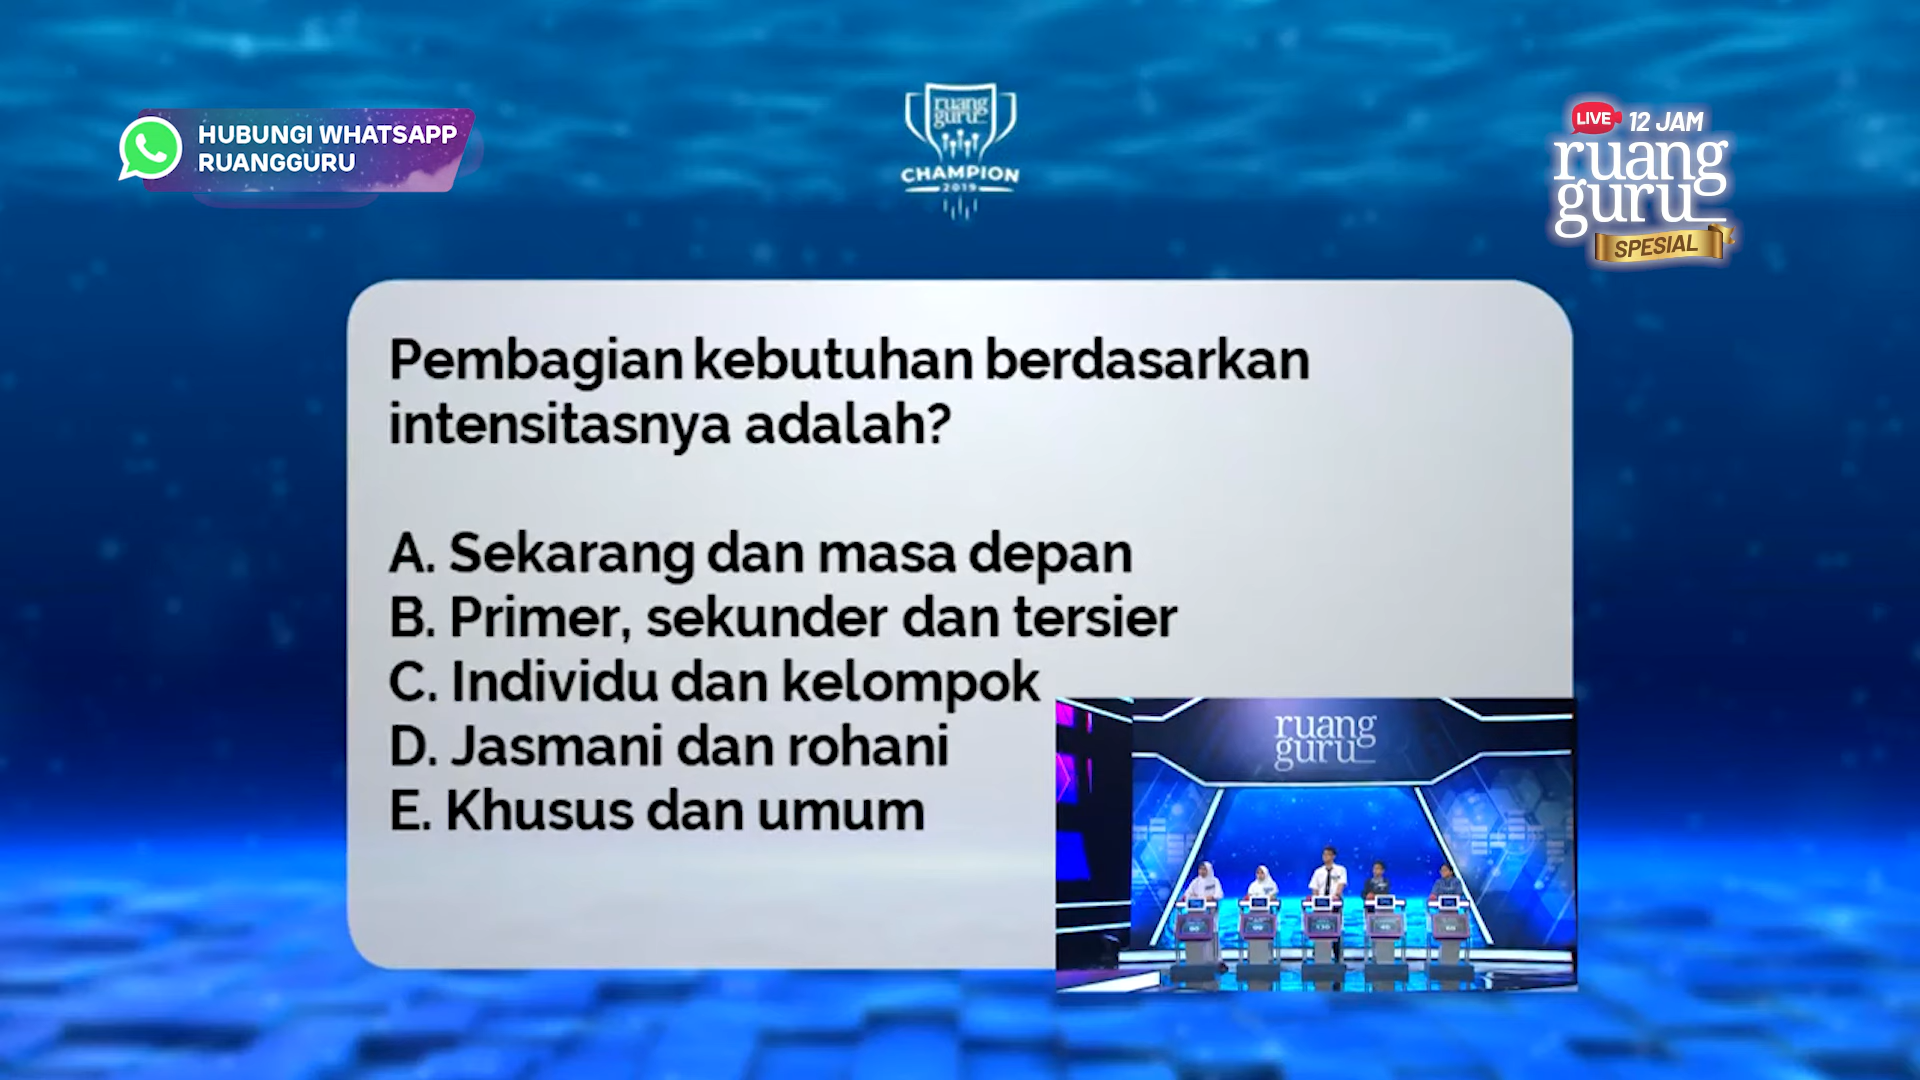 HUBUNGI WHATSAPP
RUANGGURU
ruang
guru
CHAMPION
2019
LIVE 12 JAM
ruang
guru
SPESIAL
Pembagian kebutuhan berdasarkan
intensitasnya adalah?
A. Sekarang dan masa depan
B. Primer, sekunder dan tersier
C. Individu dan kelompok
D. Jasmani dan rohani
E. Khusus dan umum
ruang
guru